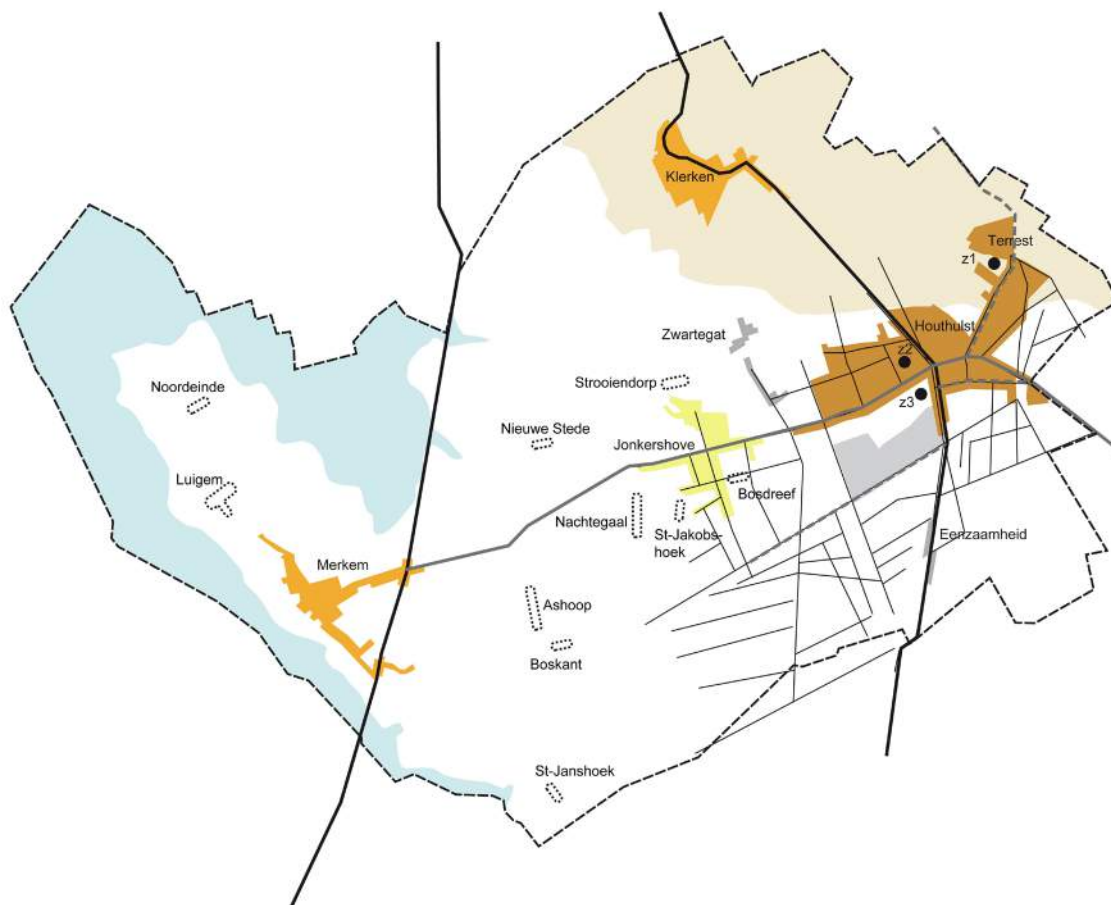 Klerken
Terrest
z1
Houthulst
Zwartegat
z2
Strooiendorp
Noordeinde
z3
Nieuwe Stede
Jonkershove
Luigem
Bosdreef
Nachtegaal
St-Jakobs-
hoek
Eenzaamheid
Merkem
Ashoop
Boskant
St-Janshoek